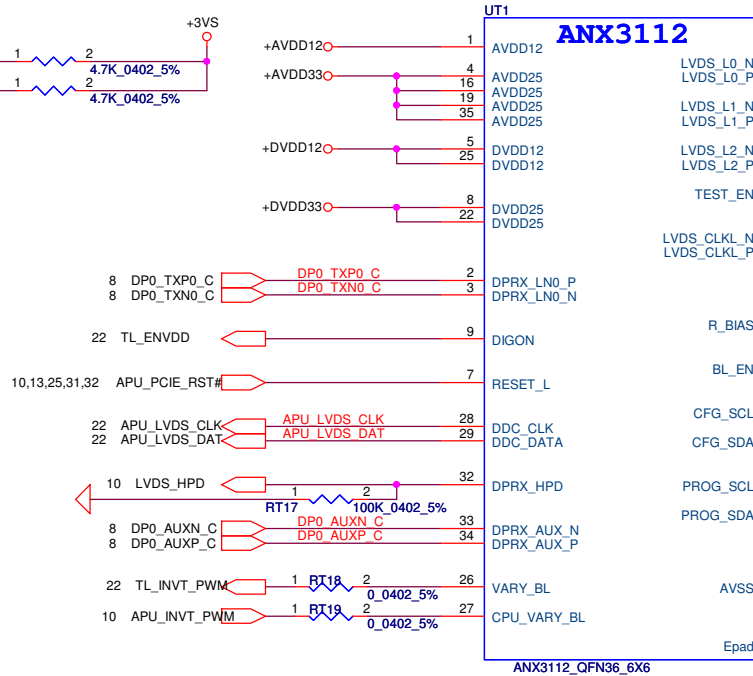 UT1
ANX3112
+3VS
1 2
4.7K_0402_5%
1 2
4.7K_0402_5%
+AVDD12 1 AVDD12
LVDS_L0_N
+AVDD33 4 AVDD25 LVDS_L0_P
16 AVDD25
19 AVDD25 LVDS_L1_N
35 AVDD25 LVDS_L1_P
+DVDD12 5 DVDD12 LVDS_L2_N
25 DVDD12 LVDS_L2_P
TEST_EN
+DVDD33 8 DVDD25
22 DVDD25
LVDS_CLKL_N
LVDS_CLKL_P
8 DP0_TXP0_C DP0_TXP0_C 2 DPRX_LN0_P
8 DP0_TXN0_C DP0_TXN0_C 3 DPRX_LN0_N
R_BIAS
22 TL_ENVDD 9 DIGON
BL_EN
10,13,25,31,32 APU_PCIE_RST# 7 RESET_L
CFG_SCL
22 APU_LVDS_CLK APU_LVDS_CLK 28 DDC_CLK
22 APU_LVDS_DAT APU_LVDS_DAT 29 DDC_DATA CFG_SDA
10 LVDS_HPD 32 DPRX_HPD PROG_SCL
1 2
RT17 100K_0402_5%
PROG_SDA
8 DP0_AUXN_C DP0_AUXN_C 33 DPRX_AUX_N
8 DP0_AUXP_C DP0_AUXP_C 34 DPRX_AUX_P
22 TL_INVT_PWM 1 RT18 2 26 VARY_BL AVSS
0_0402_5%
10 APU_INVT_PWM 1 RT19 2 27 CPU_VARY_BL
0_0402_5%
Epad
ANX3112_QFN36_6X6